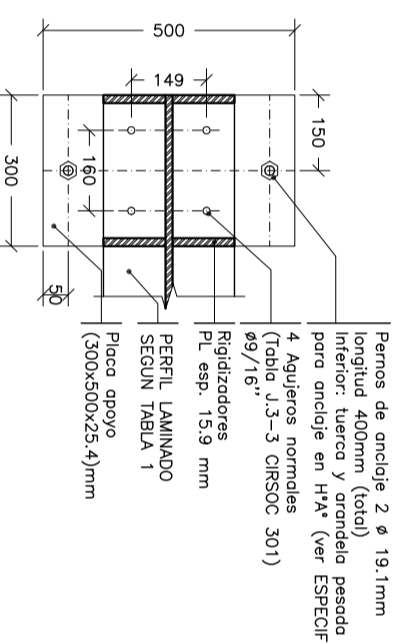 500
149
150
160
300
50
Pernos de anclaje 2 ø 19.1mm
longitud 400mm (total)
Inferior: tuerca y arandela pesada
para anclaje en HºAº (ver ESPECIF
4 Agujeros normales
(Tabla J.3-3 CIRSOC 301)
ø9/16"
Rigidizadores
PL esp. 15.9 mm
PERFIL LAMINADO
SEGUN TABLA 1
Placa apoyo
(300x500x25.4)mm